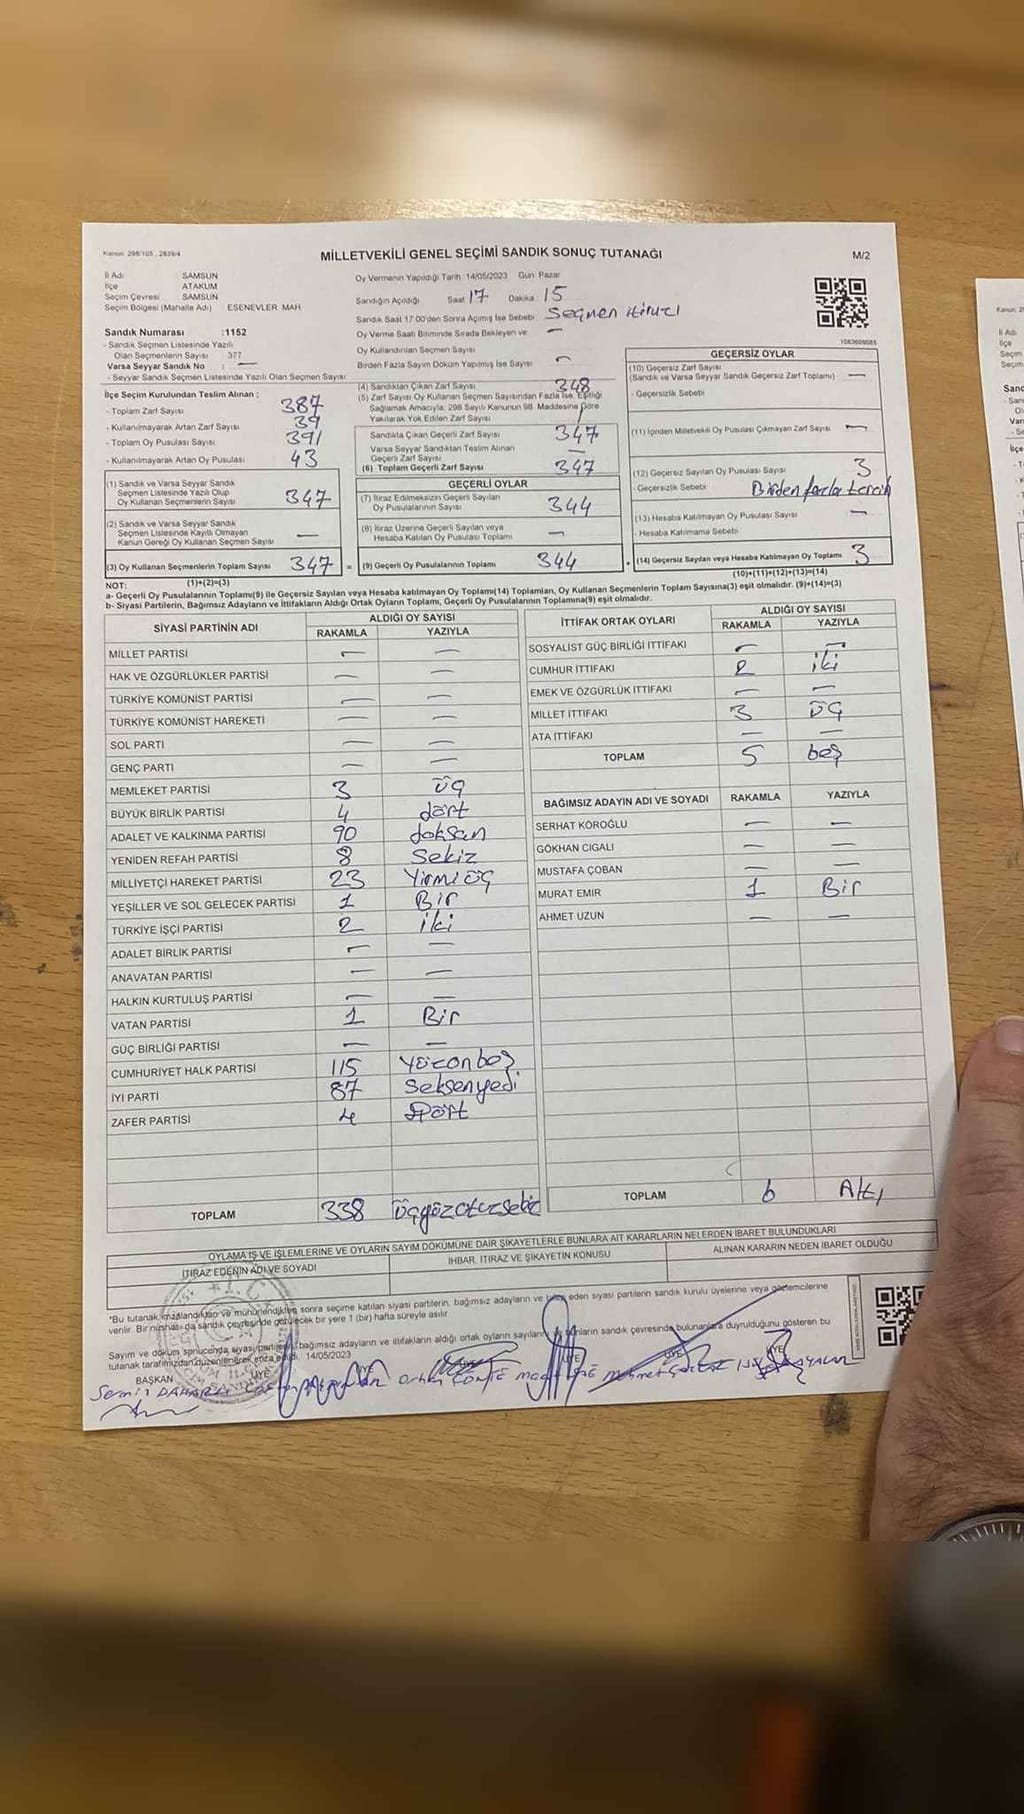 Kanun: 298/105, 2839/4
MİLLETVEKİLİ GENEL SEÇİMİ SANDIK SONUÇ TUTANAĞI
M/2
İl Adı SAMSUN
İlçe ATAKUM
Seçim Çevresi SAMSUN
Seçim Bölgesi (Mahalle Adı) ESENEVLER MAH
Sandık Numarası :1152
- Sandık Seçmen Listesinde Yazılı
Olan Seçmenlerin Sayısı 377
Varsa Seyyar Sandık No : —
- Seyyar Sandık Seçmen Listesinde Yazılı Olan Seçmen Sayısı:
İlçe Seçim Kurulundan Teslim Alınan :
- Toplam Zarf Sayısı 387
- Kullanılmayarak Artan Zarf Sayısı 39
- Toplam Oy Pusulası Sayısı 391
- Kullanılmayarak Artan Oy Pusulası 43
(1) Sandık ve Varsa Seyyar Sandık
Seçmen Listesinde Yazılı Olup
Oy Kullanan Seçmenlerin Sayısı 347
(2) Sandık ve Varsa Seyyar Sandık
Seçmen Listesinde Kayıtlı Olmayan
Kanun Gereği Oy Kullanan Seçmen Sayısı —
(3) Oy Kullanan Seçmenlerin Toplam Sayısı 347 =
Oy Vermenin Yapıldığı Tarih :14/05/2023 Gün: Pazar
Sandığın Açıldığı Saat 17 Dakika 15
Sandık Saat 17:00'den Sonra Açılmış İse Sebebi: Seçmen itirazı
Oy Verme Saati Bitiminde Sırada Bekleyen ve —
Oy Kullandırılan Seçmen Sayısı
Birden Fazla Sayım Döküm Yapılmış İse Sayısı —
(4) Sandıktan Çıkan Zarf Sayısı 348
(5) Zarf Sayısı Oy Kullanan Seçmen Sayısından Fazla İse, Eşitliği
Sağlamak Amacıyla; 298 Sayılı Kanunun 98. Maddesine Göre
Yakılarak Yok Edilen Zarf Sayısı 1
Sandıkta Çıkan Geçerli Zarf Sayısı 347
Varsa Seyyar Sandıktan Teslim Alınan
Geçerli Zarf Sayısı —
(6) Toplam Geçerli Zarf Sayısı 347
GEÇERLİ OYLAR
(7) İtiraz Edilmeksizin Geçerli Sayılan
Oy Pusulalarının Sayısı 344
(8) İtiraz Üzerine Geçerli Sayılan veya
Hesaba Katılan Oy Pusulası Toplamı —
(9) Geçerli Oy Pusulalarının Toplamı 344 +
1083609085
GEÇERSİZ OYLAR
(10) Geçersiz Zarf Sayısı
(Sandık ve Varsa Seyyar Sandık Geçersiz Zarf Toplamı) —
- Geçersizlik Sebebi
(11) İçinden Milletvekili Oy Pusulası Çıkmayan Zarf Sayısı —
(12) Geçersiz Sayılan Oy Pusulası Sayısı 3
- Geçersizlik Sebebi Birden fazla tercih
(13) Hesaba Katılmayan Oy Pusulası Sayısı —
- Hesaba Katılmama Sebebi
(14) Geçersiz Sayılan veya Hesaba Katılmayan Oy Toplamı 3
(10)+(11)+(12)+(13)=(14)
NOT: (1)+(2)=(3)
a- Geçerli Oy Pusulalarının Toplamı(9) ile Geçersiz Sayılan veya Hesaba katılmayan Oy Toplamı(14) Toplamları, Oy Kullanan Seçmenlerin Toplam Sayısına(3) eşit olmalıdır. (9)+(14)=(3)
b- Siyasi Partilerin, Bağımsız Adayların ve İttifakların Aldığı Ortak Oyların Toplamı, Geçerli Oy Pusulalarının Toplamına(9) eşit olmalıdır.
SİYASİ PARTİNİN ADI ALDIĞI OY SAYISI
RAKAMLA YAZIYLA
MİLLET PARTİSİ — —
HAK VE ÖZGÜRLÜKLER PARTİSİ — —
TÜRKİYE KOMÜNİST PARTİSİ — —
TÜRKİYE KOMÜNİST HAREKETİ — —
SOL PARTİ — —
GENÇ PARTİ — —
MEMLEKET PARTİSİ 3 üç
BÜYÜK BİRLİK PARTİSİ 4 dört
ADALET VE KALKINMA PARTİSİ 90 doksan
YENİDEN REFAH PARTİSİ 8 Sekiz
MİLLİYETÇİ HAREKET PARTİSİ 23 Yirmi üç
YEŞİLLER VE SOL GELECEK PARTİSİ 1 Bir
TÜRKİYE İŞÇİ PARTİSİ 2 iki
ADALET BİRLİK PARTİSİ — —
ANAVATAN PARTİSİ — —
HALKIN KURTULUŞ PARTİSİ — —
VATAN PARTİSİ 1 Bir
GÜÇ BİRLİĞİ PARTİSİ — —
CUMHURİYET HALK PARTİSİ 115 Yüzonbeş
İYİ PARTİ 87 Seksenyedi
ZAFER PARTİSİ 4 Dört
TOPLAM 338 üçyüzotuzsekiz
İTTİFAK ORTAK OYLARI ALDIĞI OY SAYISI
RAKAMLA YAZIYLA
SOSYALİST GÜÇ BİRLİĞİ İTTİFAKI — —
CUMHUR İTTİFAKI 2 iki
EMEK VE ÖZGÜRLÜK İTTİFAKI — —
MİLLET İTTİFAKI 3 üç
ATA İTTİFAKI — —
TOPLAM 5 beş
BAĞIMSIZ ADAYIN ADI VE SOYADI RAKAMLA YAZIYLA
SERHAT KÖROĞLU — —
GÖKHAN CIGALI — —
MUSTAFA ÇOBAN — —
MURAT EMİR 1 Bir
AHMET UZUN — —
TOPLAM 6 Altı
OYLAMA İŞ VE İŞLEMLERİNE VE OYLARIN SAYIM DÖKÜMÜNE DAİR ŞİKAYETLERLE BUNLARA AİT KARARLARIN NELERDEN İBARET BULUNDUKLARI
İTİRAZ EDENİN ADI VE SOYADI İHBAR, İTİRAZ VE ŞİKAYETİN KONUSU ALINAN KARARIN NEDEN İBARET OLDUĞU
*Bu tutanak imzalandıktan ve mühürlendikten sonra seçime katılan siyasi partilerin, bağımsız adayların ve talep eden siyasi partilerin sandık kurulu üyelerine veya gözlemcilerine
verilir. Bir nüshası da sandık çevresinde götürülecek bir yere 1 (bir) hafta süreyle asılır
Sayım ve döküm sonucunda siyasi partilerin, bağımsız adayların ve ittifakların aldığı ortak oyların sayıların bunların sandık çevresinde bulunanlara duyrulduğunu gösteren bu
tutanak tarafımızdan düzenlenerek imza edildi. 14/05/2023
BAŞKAN ÜYE ÜYE ÜYE ÜYE ÜYE